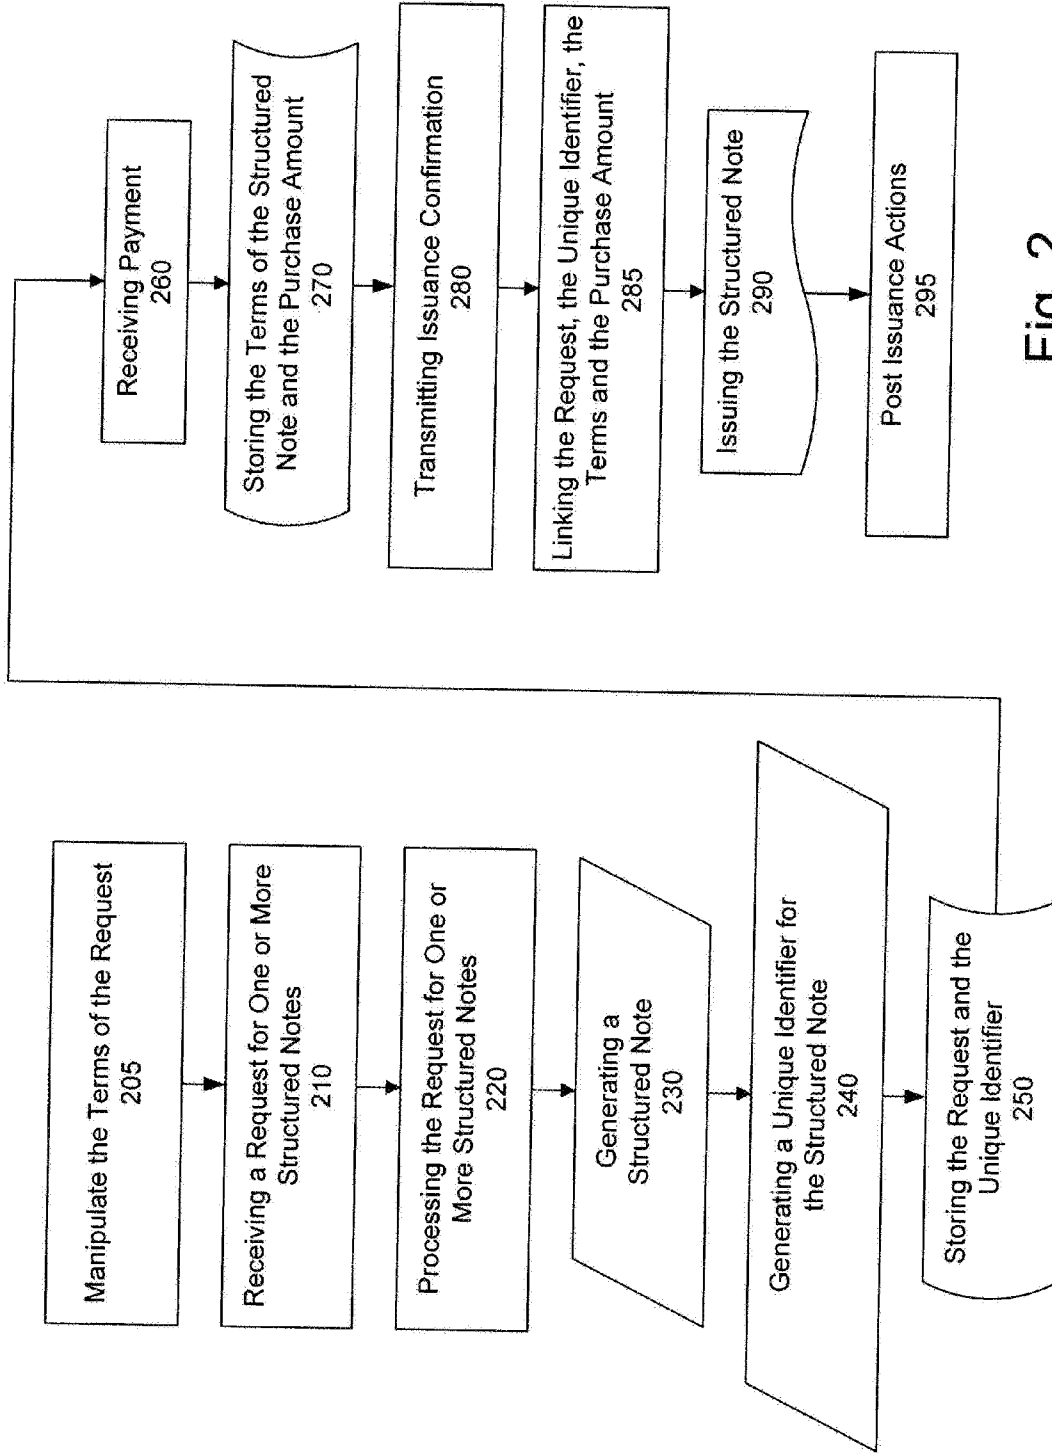 Manipulate the Terms of the Request
205
Receiving a Request for One or More
Structured Notes
210
Processing the Request for One or
More Structured Notes
220
Generating a
Structured Note
230
Generating a Unique Identifier for
the Structured Note
240
Storing the Request and the
Unique Identifier
250
Receiving Payment
260
Storing the Terms of the Structured
Note and the Purchase Amount
270
Transmitting Issuance Confirmation
280
Linking the Request, the Unique Identifier, the
Terms and the Purchase Amount
285
Issuing the Structured Note
290
Post Issuance Actions
295
Fig. 2